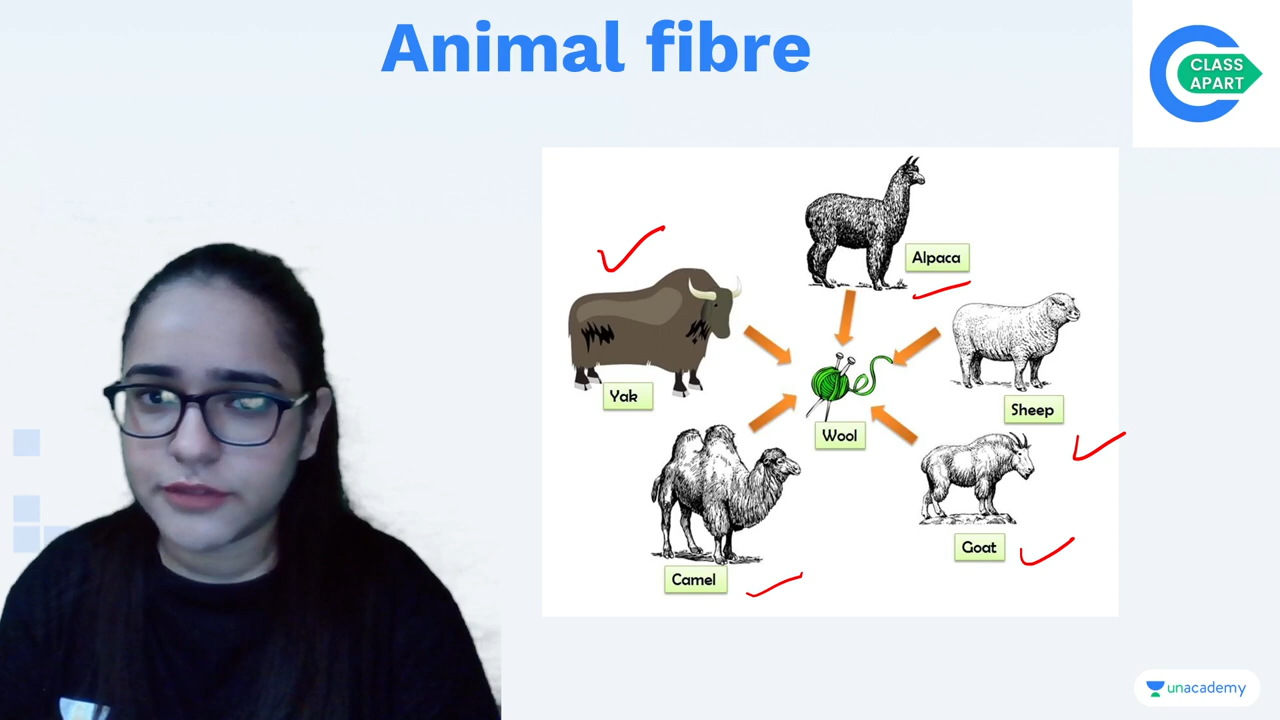 Animal fibre
CLASS
APART
Alpaca
Yak
Sheep
Wool
Goat
Camel
unacademy